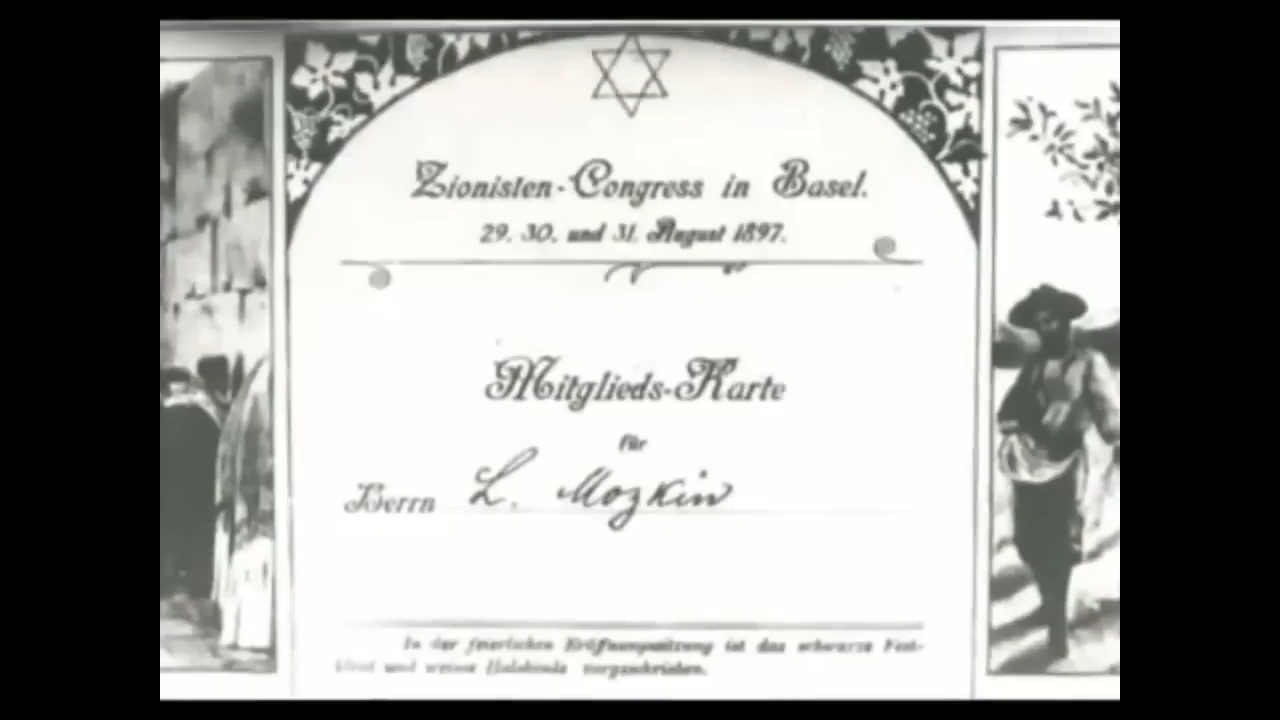 Zionisten-Congress in Basel.
29. 30. und 31. August 1897.
Mitglieds-Karte
für
Herrn L. Mozkin
In der feierlichen Eröffnungssitzung ist das schwarze Fest-
kleid und weisse Halsbinde vorgeschrieben.